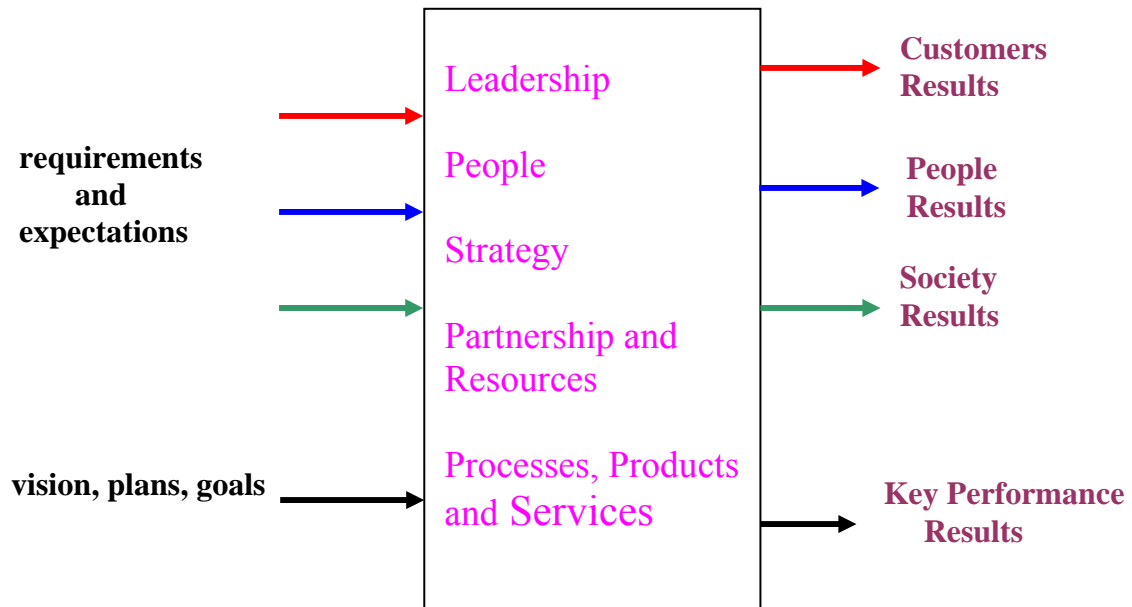 requirements
and
expectations
vision, plans, goals
Leadership
People
Strategy
Partnership and
Resources
Processes, Products
and Services
Customers
Results
People
Results
Society
Results
Key Performance
Results